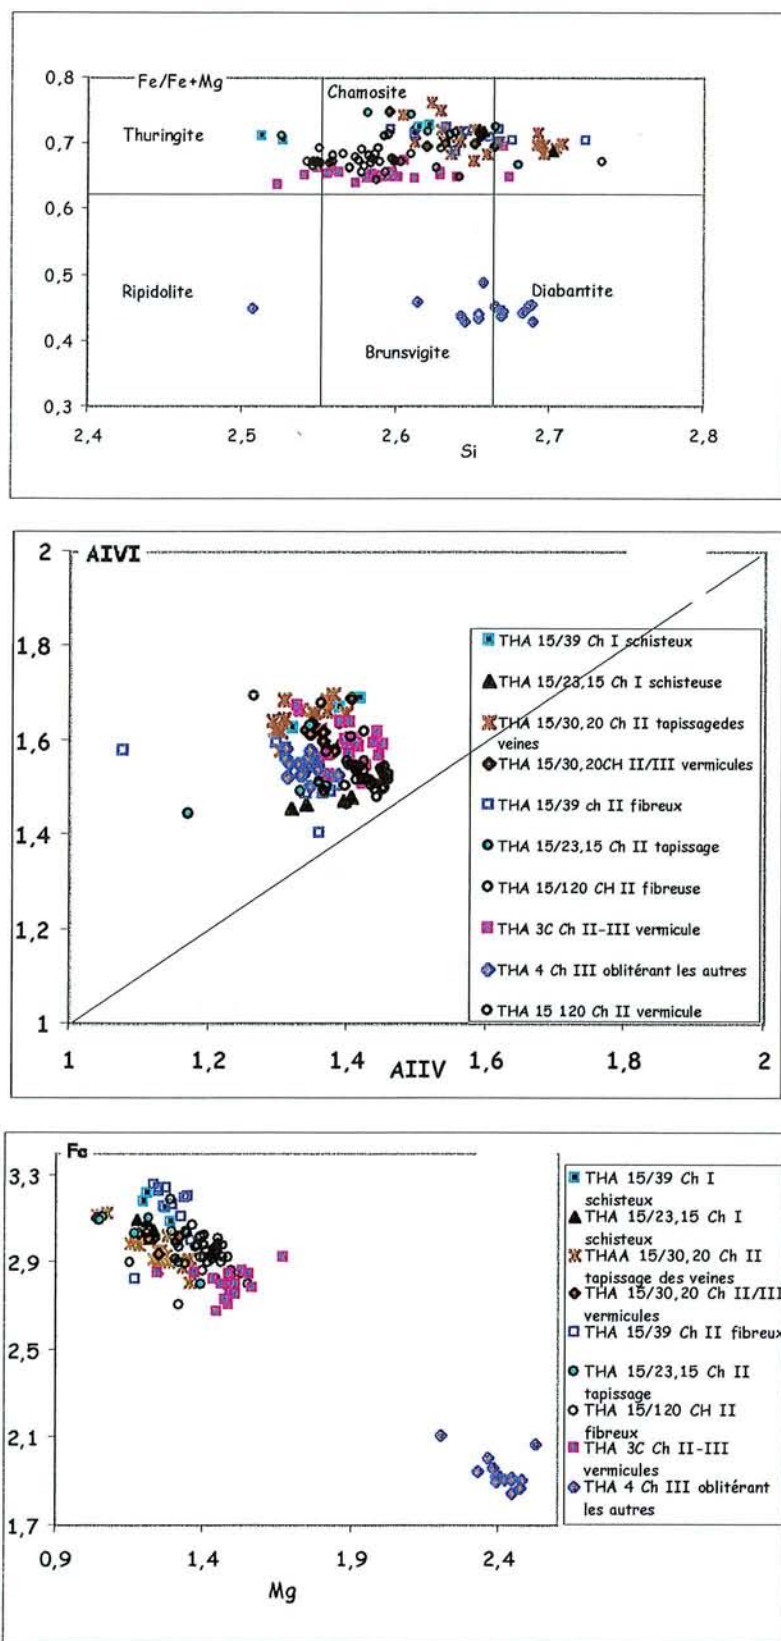 Fe/Fe+Mg
Chamosite
Thuringite
Ripidolite
Diabantite
Brunsvigite
0,8
0,7
0,6
0,5
0,4
0,3
2,4
2,5
2,6
2,7
2,8
Si
AlVI
2
1,8
1,6
1,4
1,2
1
1
1,2
1,4
1,6
1,8
2
AlIV
THA 15/39 Ch I schisteux
THA 15/23,15 Ch I schisteuse
THA 15/30,20 Ch II tapissagedes
veines
THA 15/30,20CH II/III vermicules
THA 15/39 ch II fibreux
THA 15/23,15 Ch II tapissage
THA 15/120 CH II fibreuse
THA 3C Ch II-III vermicule
THA 4 Ch III oblitérant les autres
THA 15 120 Ch II vermicule
Fe
3,3
2,9
2,5
2,1
1,7
0,9
1,4
1,9
2,4
Mg
THA 15/39 Ch I
schisteux
THA 15/23,15 Ch I
schisteux
THAA 15/30,20 Ch II
tapissage des veines
THA 15/30,20 Ch II/III
vermicules
THA 15/39 Ch II fibreux
THA 15/23,15 Ch II
tapissage
THA 15/120 CH II
fibreux
THA 3C Ch II-III
vermicules
THA 4 Ch III oblitérant
les autres